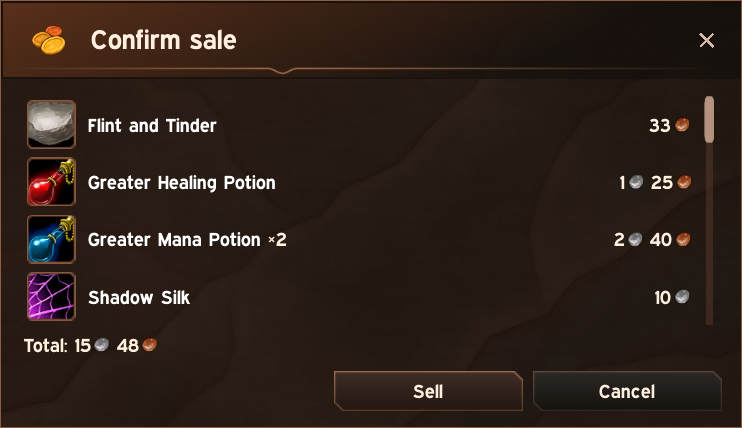 Confirm sale
Flint and Tinder 33
Greater Healing Potion 1 25
Greater Mana Potion ×2 2 40
Shadow Silk 10
Total: 15 48
Sell Cancel